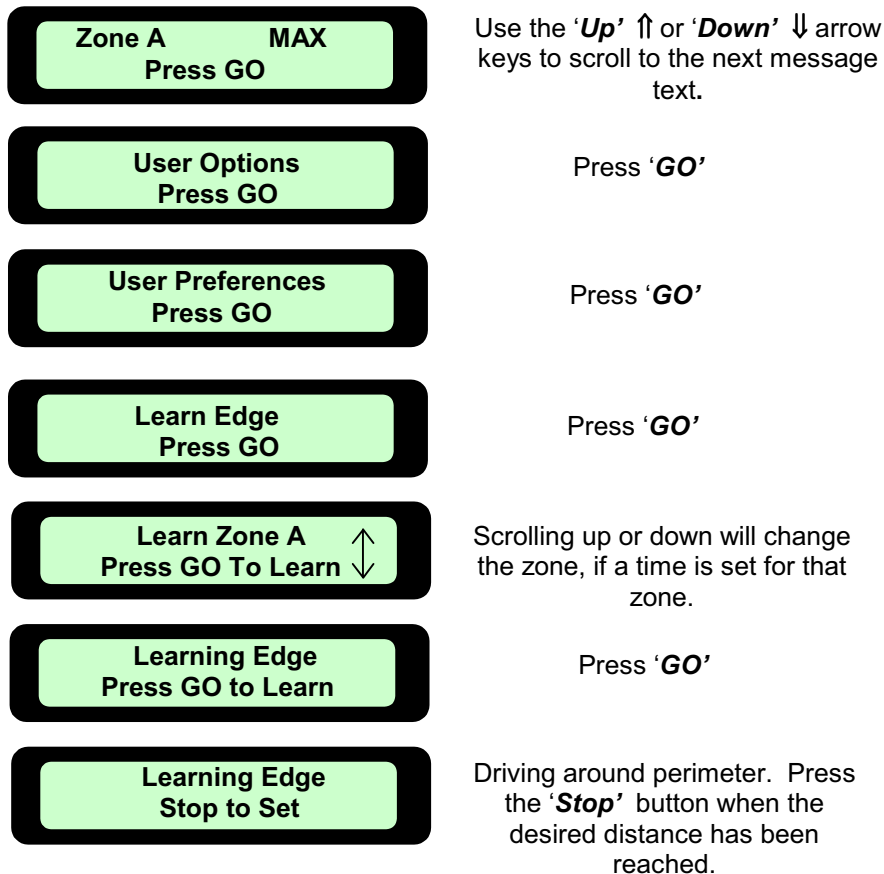 Zone A MAX
Press GO
Use the ‘Up’ ⇑ or ‘Down’ ⇓ arrow
keys to scroll to the next message
text.
User Options
Press GO
Press ‘GO’
User Preferences
Press GO
Press ‘GO’
Learn Edge
Press GO
Press ‘GO’
Learn Zone A
Press GO To Learn
Scrolling up or down will change
the zone, if a time is set for that
zone.
Learning Edge
Press GO to Learn
Press ‘GO’
Learning Edge
Stop to Set
Driving around perimeter. Press
the ‘Stop’ button when the
desired distance has been
reached.